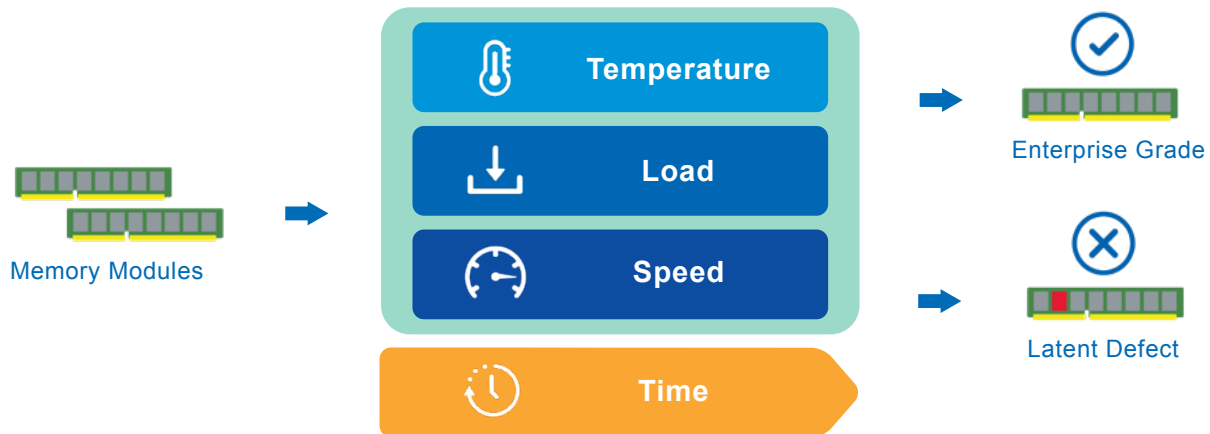 Memory Modules
Temperature
Load
Speed
Time
Enterprise Grade
Latent Defect